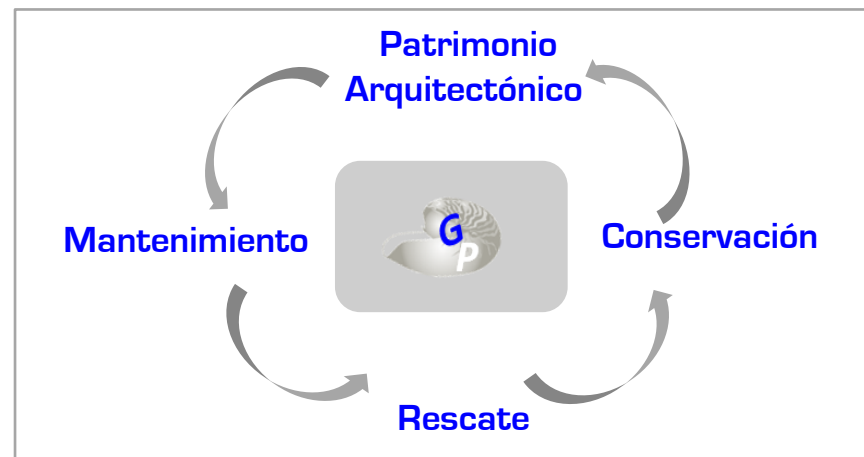 Patrimonio
Arquitectónico
Mantenimiento
G
P
Conservación
Rescate